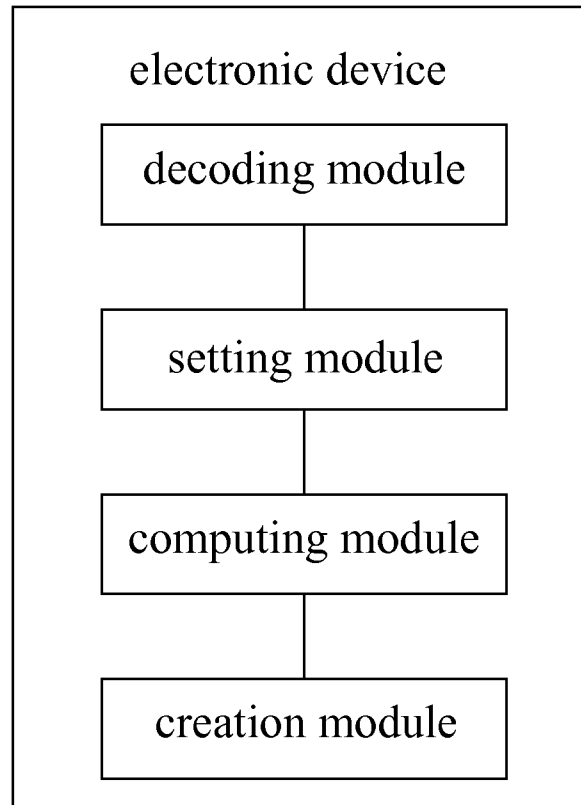 electronic device
decoding module
setting module
computing module
creation module